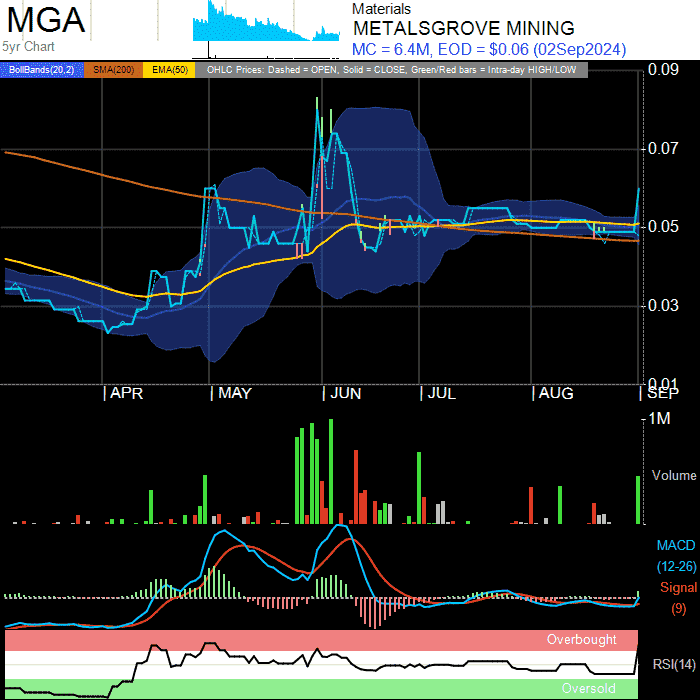 MGA
5yr Chart
Materials
METALSGROVE MINING
MC = 6.4M, EOD = $0.06 (02Sep2024)
BollBands(20,2) SMA(200) EMA(50) OHLC Prices: Dashed = OPEN, Solid = CLOSE, Green/Red bars = Intra-day HIGH/LOW
0.09
0.07
0.05
0.03
0.01
| APR | MAY | JUN | JUL | AUG | SEP
1M
Volume
MACD
(12-26)
Signal
(9)
Overbought
RSI(14)
Oversold